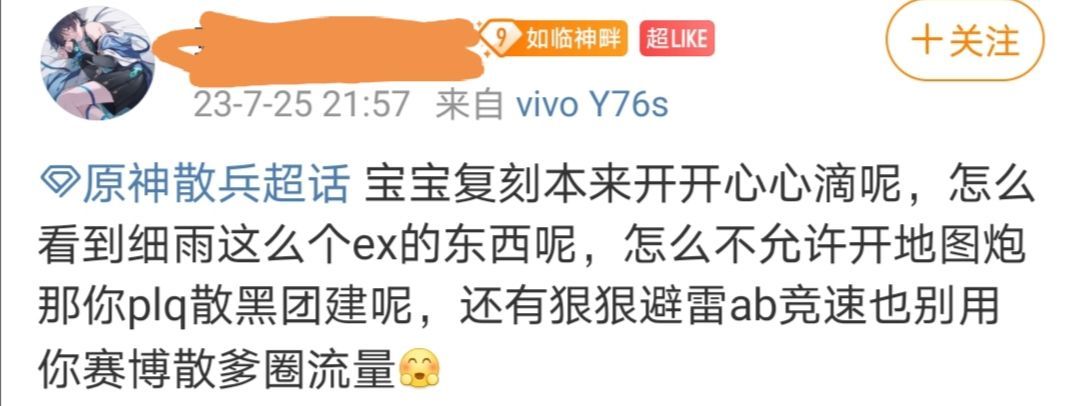 9 如临神畔 超LIKE
+关注
23-7-25 21:57 来自 vivo Y76s
原神散兵超话 宝宝复刻本来开开心心滴呢，怎么
看到细雨这么个ex的东西呢，怎么不允许开地图炮
那你plq散黑团建呢，还有狠狠避雷ab竞速也别用
你赛博散爹圈流量